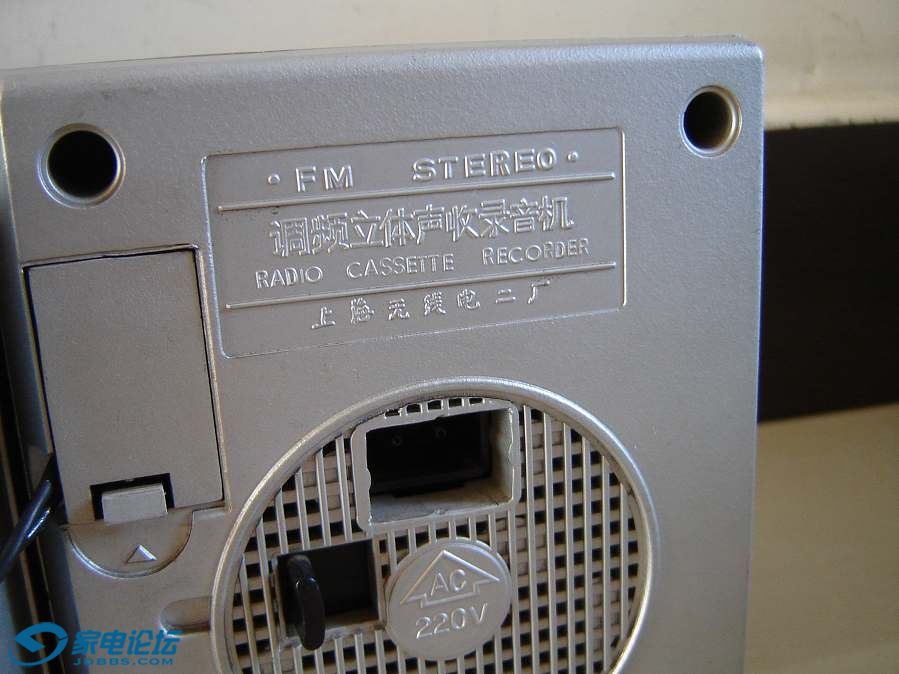 · FM STEREO ·
调频立体声收录音机
RADIO CASSETTE RECORDER
上海无线电二厂
AC
220V
家电论坛
JDBBS.COM